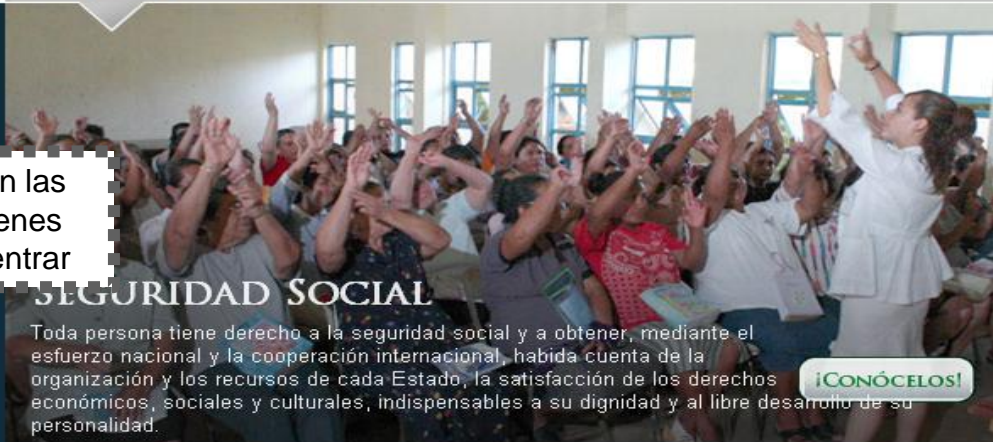 n las
enes
entrar
SEGURIDAD SOCIAL
Toda persona tiene derecho a la seguridad social y a obtener, mediante el
esfuerzo nacional y la cooperación internacional, habida cuenta de la
organización y los recursos de cada Estado, la satisfacción de los derechos
económicos, sociales y culturales, indispensables a su dignidad y al libre desarrollo de su
personalidad.
¡CONÓCELOS!